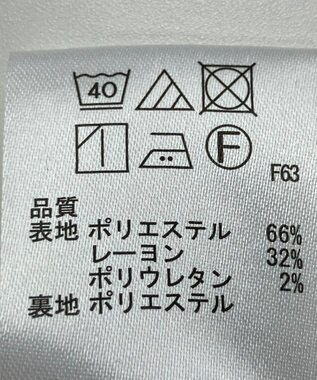 40
F
F63
品質
表地 ポリエステル 66%
レーヨン 32%
ポリウレタン 2%
裏地 ポリエステル